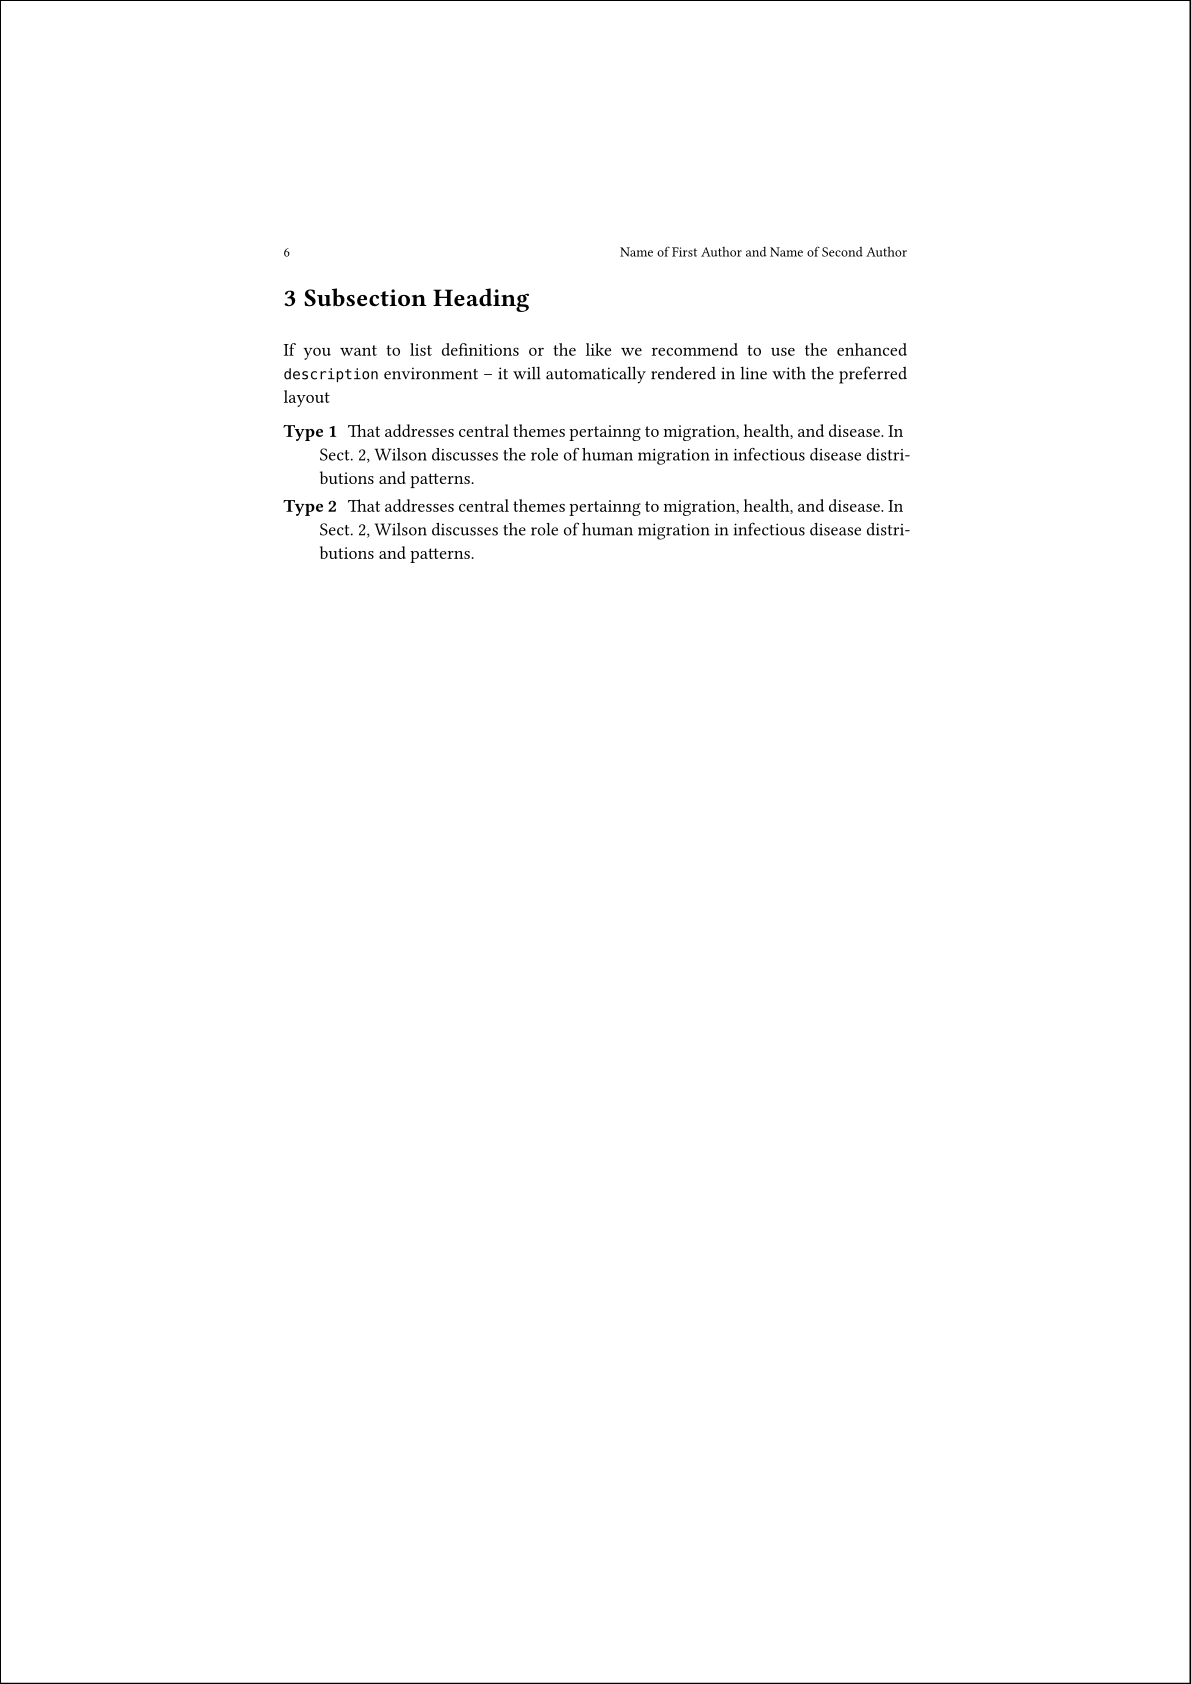 6 Name of First Author and Name of Second Author
3 Subsection Heading
If you want to list definitions or the like we recommend to use the enhanced
description environment – it will automatically rendered in line with the preferred
layout
Type 1 That addresses central themes pertainng to migration, health, and disease. In
Sect. 2, Wilson discusses the role of human migration in infectious disease distri-
butions and patterns.
Type 2 That addresses central themes pertainng to migration, health, and disease. In
Sect. 2, Wilson discusses the role of human migration in infectious disease distri-
butions and patterns.